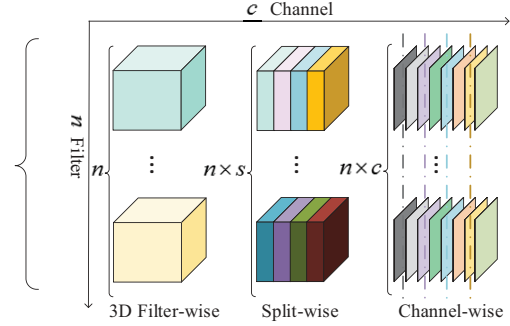 c Channel
n Filter
n
n × s
n × c
3D Filter-wise
Split-wise
Channel-wise